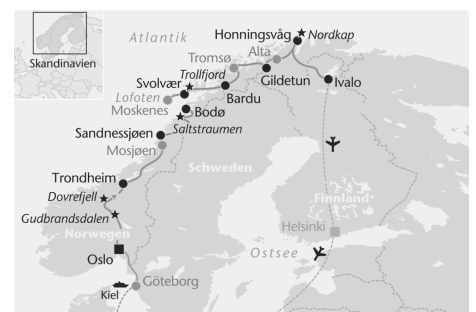 Honningsvåg
Nordkap
Atlantik
Alta
Tromsø
Skandinavien
Trollfjord
Gildetun
Ivalo
Svolvær
Lofoten
Bardu
Moskenes
Bodø
Saltstraumen
Sandnessjøen
Mosjøen
Schweden
Trondheim
Finnland
Dovrefjell
Gudbrandsdalen
Helsinki
Norwegen
Ostsee
Oslo
Göteborg
Kiel